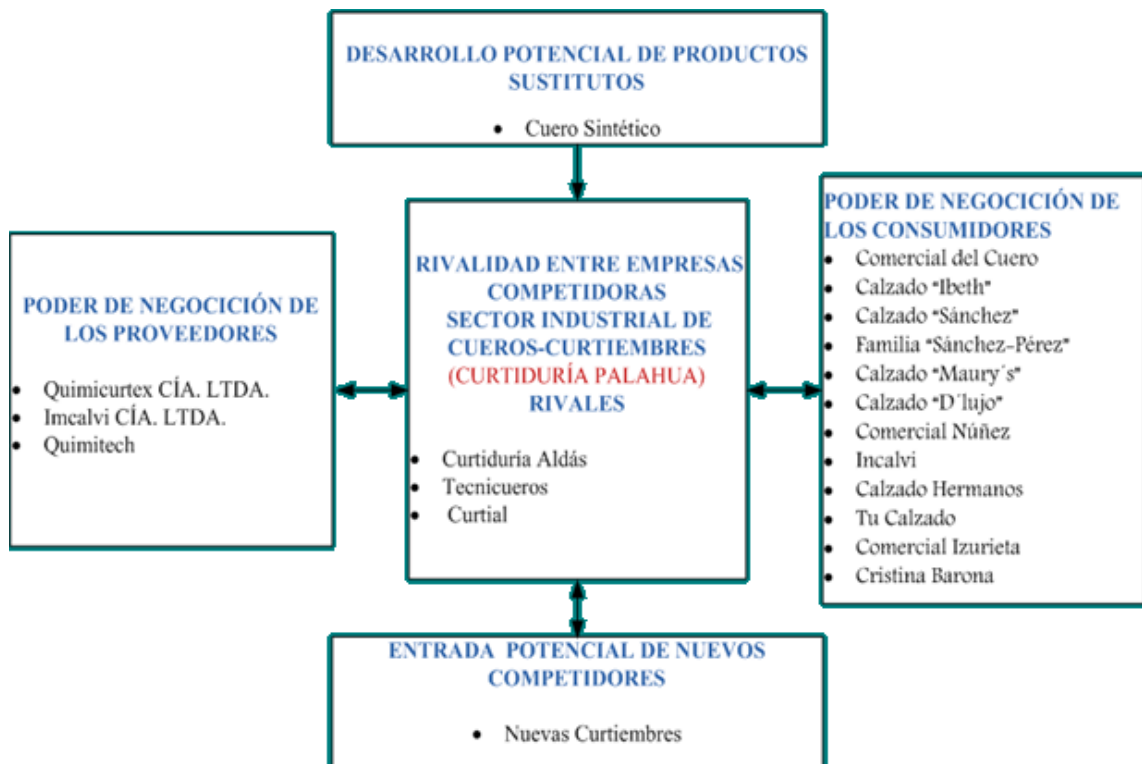 DESARROLLO POTENCIAL DE PRODUCTOS
SUSTITUTOS
• Cuero Sintético
PODER DE NEGOCICIÓN DE
LOS PROVEEDORES
• Quimicurtex CÍA. LTDA.
• Imcalvi CÍA. LTDA.
• Quimitech
RIVALIDAD ENTRE EMPRESAS
COMPETIDORAS
SECTOR INDUSTRIAL DE
CUEROS-CURTIEMBRES
(CURTIDURÍA PALAHUA)
RIVALES
• Curtiduría Aldás
• Tecnicueros
• Curtial
PODER DE NEGOCICIÓN DE
LOS CONSUMIDORES
• Comercial del Cuero
• Calzado "Ibeth"
• Calzado "Sánchez"
• Familia "Sánchez-Pérez"
• Calzado "Maury´s"
• Calzado "D´lujo"
• Comercial Núñez
• Incalvi
• Calzado Hermanos
• Tu Calzado
• Comercial Izurieta
• Cristina Barona
ENTRADA POTENCIAL DE NUEVOS
COMPETIDORES
• Nuevas Curtiembres